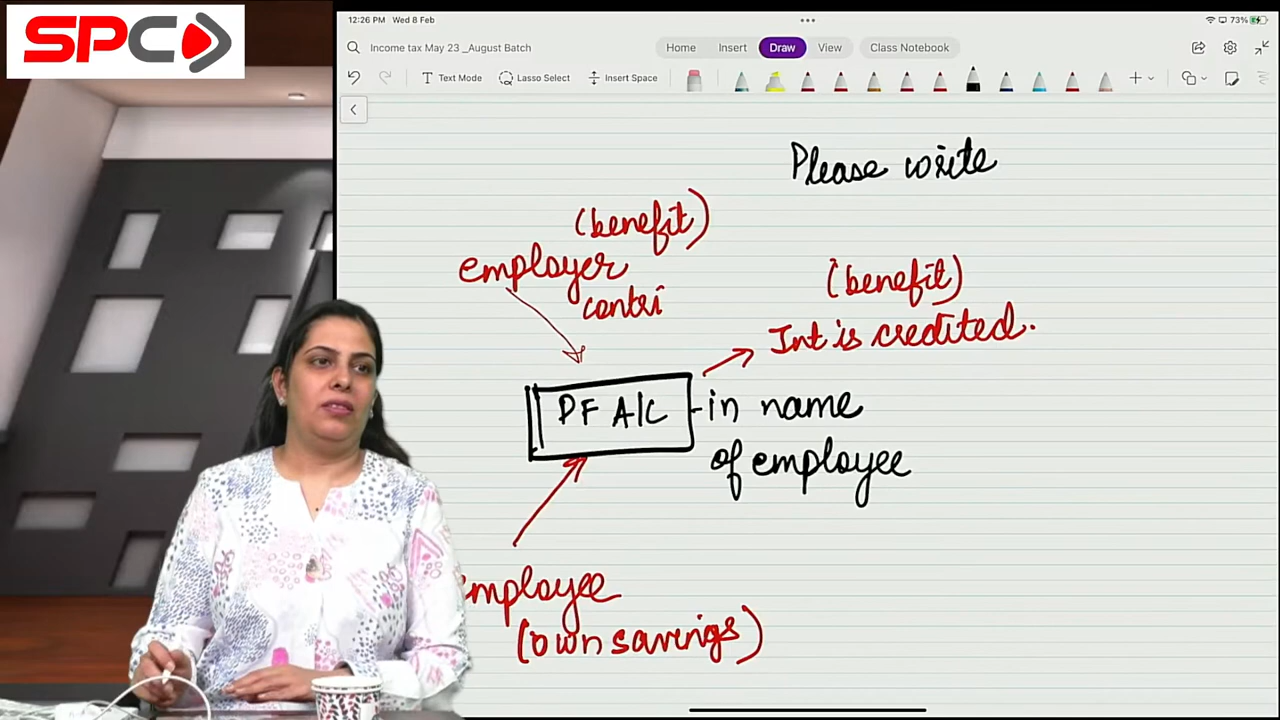 SPC
12:26 PM Wed 8 Feb
73%
Income tax May 23 _August Batch
Home Insert Draw View Class Notebook
Text Mode Lasso Select Insert Space
Please write
(benefit)
employer
contri
(benefit)
Int is credited.
PF A/C - in name
of employee
employee
(own savings)